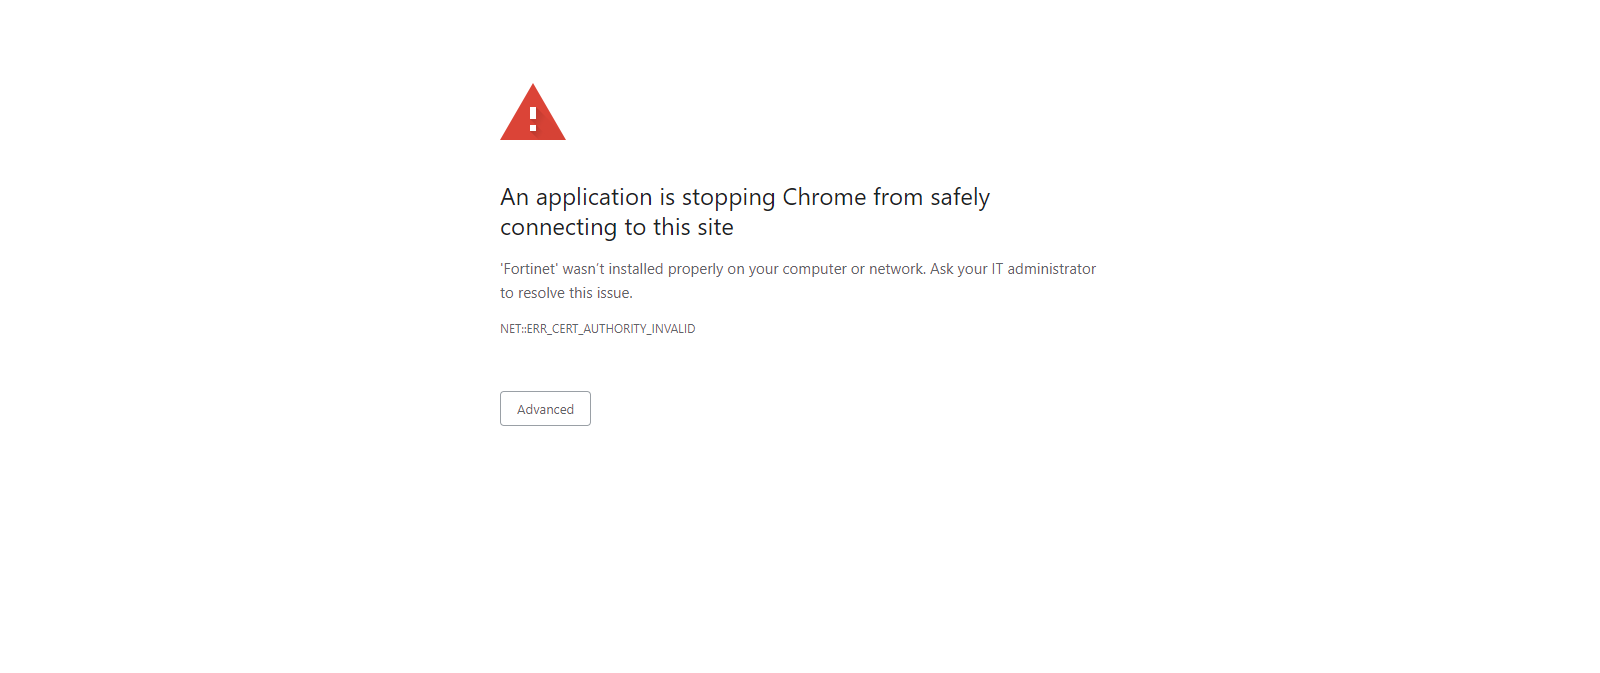 An application is stopping Chrome from safely
connecting to this site
'Fortinet' wasn't installed properly on your computer or network. Ask your IT administrator
to resolve this issue.
NET::ERR_CERT_AUTHORITY_INVALID
Advanced